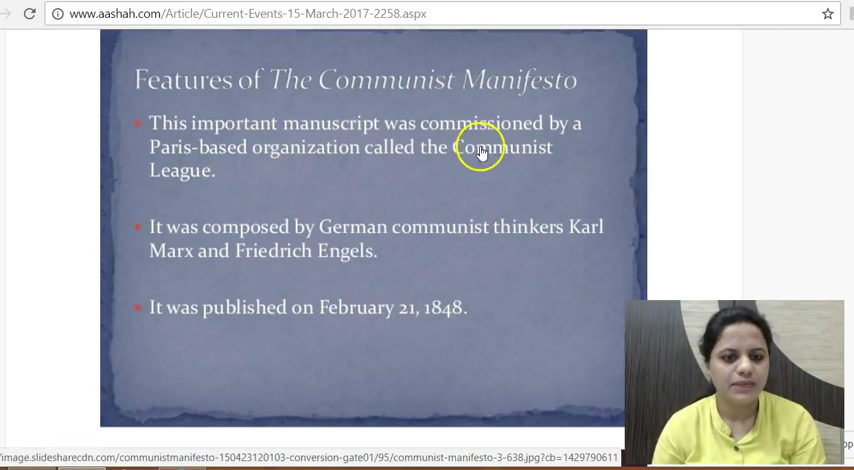 www.aashah.com/Article/Current-Events-15-March-2017-2258.aspx
Features of The Communist Manifesto
• This important manuscript was commissioned by a
Paris-based organization called the Communist
League.
• It was composed by German communist thinkers Karl
Marx and Friedrich Engels.
• It was published on February 21, 1848.
/image.slidesharecdn.com/communistmanifesto-150423120103-conversion-gate01/95/communist-manifesto-3-638.jpg?cb=1429790611